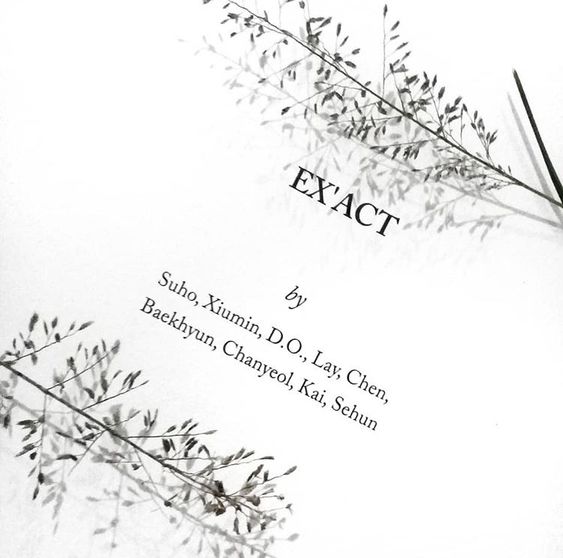 EX'ACT
by
Suho, Xiumin, D.O., Lay, Chen,
Baekhyun, Chanyeol, Kai, Sehun